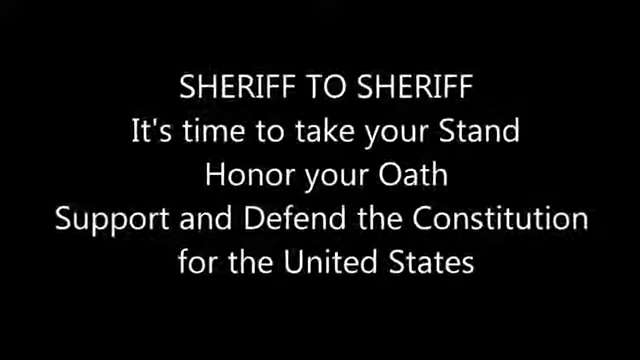 SHERIFF TO SHERIFF
It's time to take your Stand
Honor your Oath
Support and Defend the Constitution
for the United States